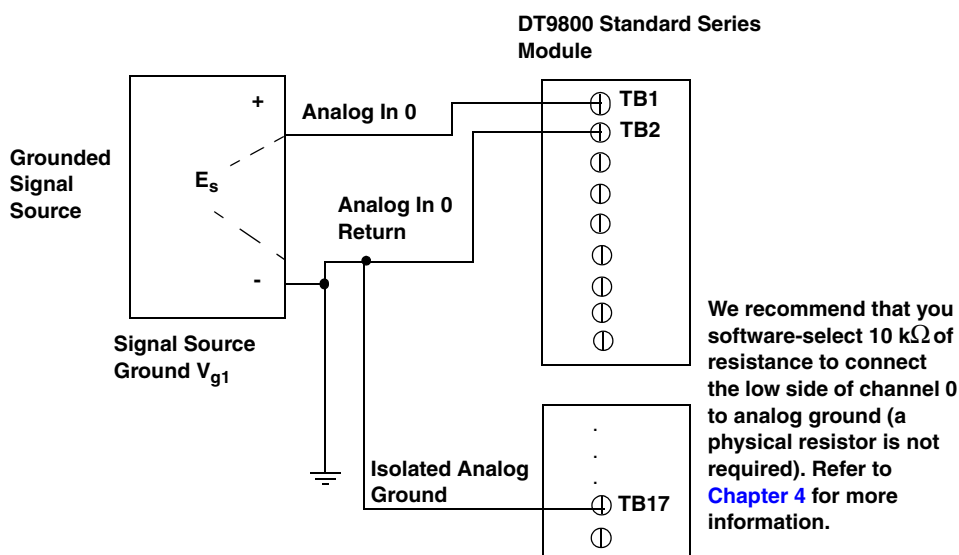 DT9800 Standard Series
Module
+
Analog In 0
TB1
TB2
Grounded
Signal
Source
Es
Analog In 0
Return
-
Signal Source
Ground Vg1
We recommend that you
software-select 10 kΩ of
resistance to connect
the low side of channel 0
to analog ground (a
physical resistor is not
required). Refer to
Chapter 4 for more
information.
.
.
.
Isolated Analog
Ground
TB17